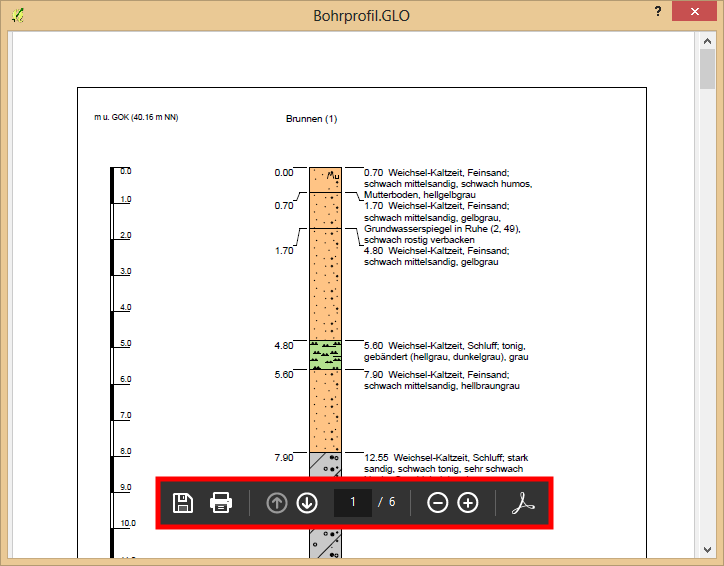 Bohrprofil.GLO
?
m u. GOK (40.16 m NN)
Brunnen (1)
0.0
1.0
2.0
3.0
4.0
5.0
6.0
7.0
8.0
9.0
10.0
0.00
0.70
1.70
4.80
5.60
7.90
Mu
0.70 Weichsel-Kaltzeit, Feinsand;
schwach mittelsandig, schwach humos,
Mutterboden, hellgelbgrau
1.70 Weichsel-Kaltzeit, Feinsand;
schwach mittelsandig, gelbgrau,
Grundwasserspiegel in Ruhe (2, 49),
schwach rostig verbacken
4.80 Weichsel-Kaltzeit, Feinsand;
schwach mittelsandig, gelbgrau
5.60 Weichsel-Kaltzeit, Schluff; tonig,
gebändert (hellgrau, dunkelgrau), grau
7.90 Weichsel-Kaltzeit, Feinsand;
schwach mittelsandig, hellbraungrau
12.55 Weichsel-Kaltzeit, Schluff; stark
sandig, schwach tonig, sehr schwach
1 / 6